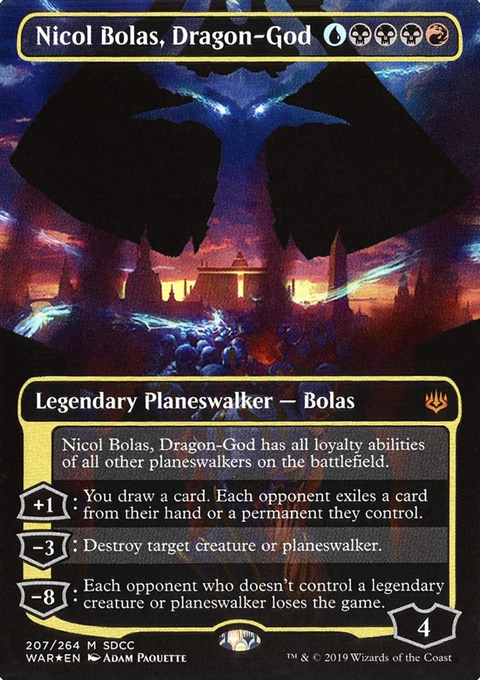 Nicol Bolas, Dragon-God
Legendary Planeswalker — Bolas
Nicol Bolas, Dragon-God has all loyalty abilities
of all other planeswalkers on the battlefield.
+1: You draw a card. Each opponent exiles a card
from their hand or a permanent they control.
−3: Destroy target creature or planeswalker.
−8: Each opponent who doesn't control a legendary
creature or planeswalker loses the game.
4
207/264 M SDCC
WAR★EN Adam Paquette
™ & © 2019 Wizards of the Coast